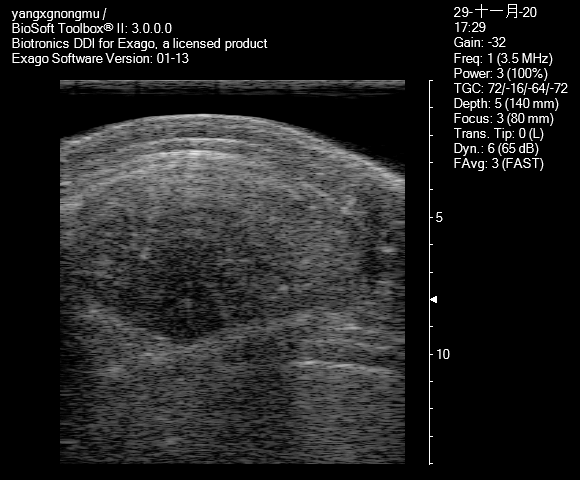 yangxgnongmu /
BioSoft Toolbox® II: 3.0.0.0
Biotronics DDI for Exago, a licensed product
Exago Software Version: 01-13
29-十一月-20
17:29
Gain: -32
Freq: 1 (3.5 MHz)
Power: 3 (100%)
TGC: 72/-16/-64/-72
Depth: 5 (140 mm)
Focus: 3 (80 mm)
Trans. Tip: 0 (L)
Dyn.: 6 (65 dB)
FAvg: 3 (FAST)
5
10